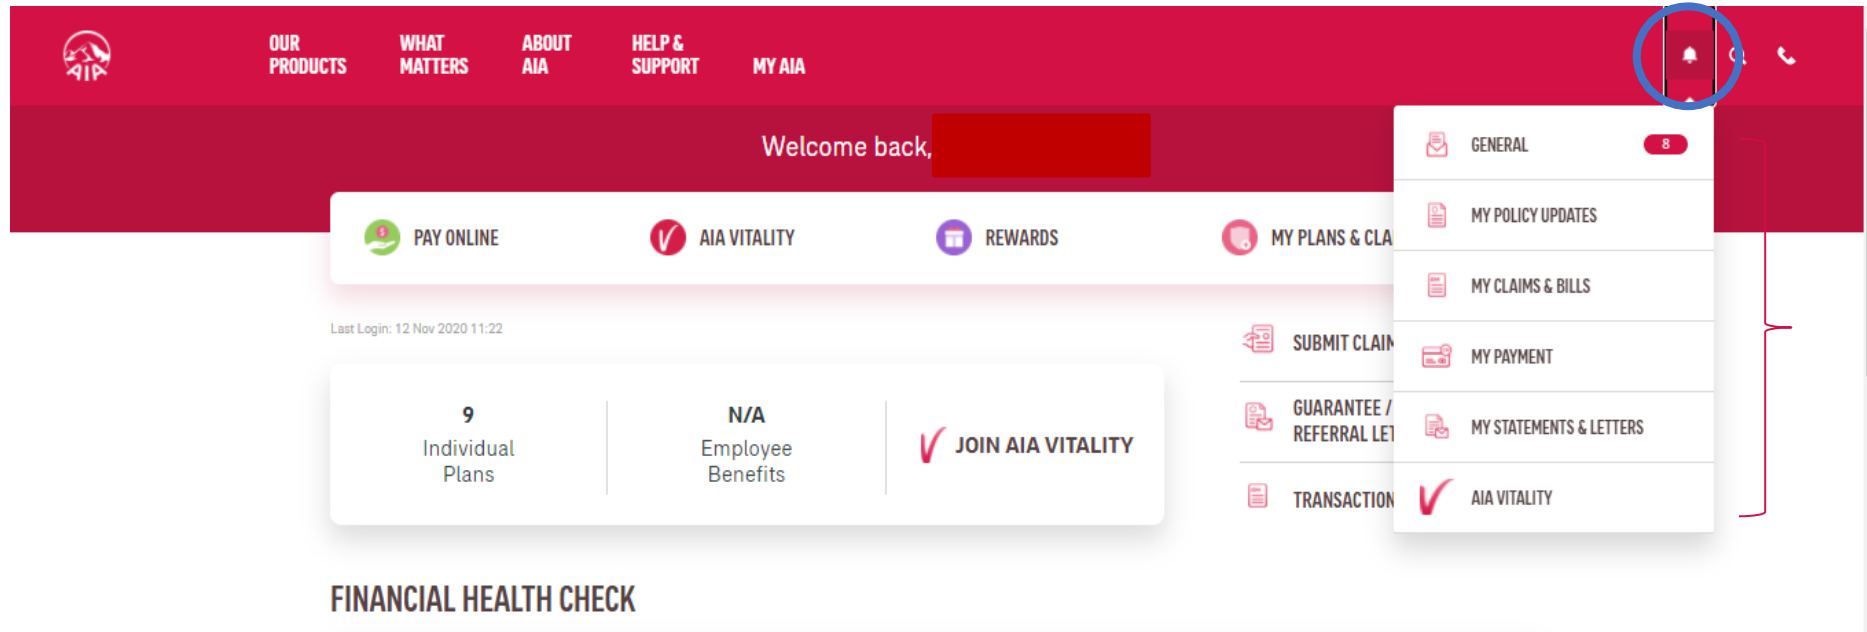 AIA
OUR
PRODUCTS
WHAT
MATTERS
ABOUT
AIA
HELP &
SUPPORT
MY AIA
Welcome back,
GENERAL 8
MY POLICY UPDATES
MY CLAIMS & BILLS
MY PAYMENT
MY STATEMENTS & LETTERS
AIA VITALITY
PAY ONLINE
AIA VITALITY
REWARDS
MY PLANS & CLA
Last Login: 12 Nov 2020 11:22
9
Individual
Plans
N/A
Employee
Benefits
JOIN AIA VITALITY
SUBMIT CLAIM
GUARANTEE /
REFERRAL LET
TRANSACTION
FINANCIAL HEALTH CHECK